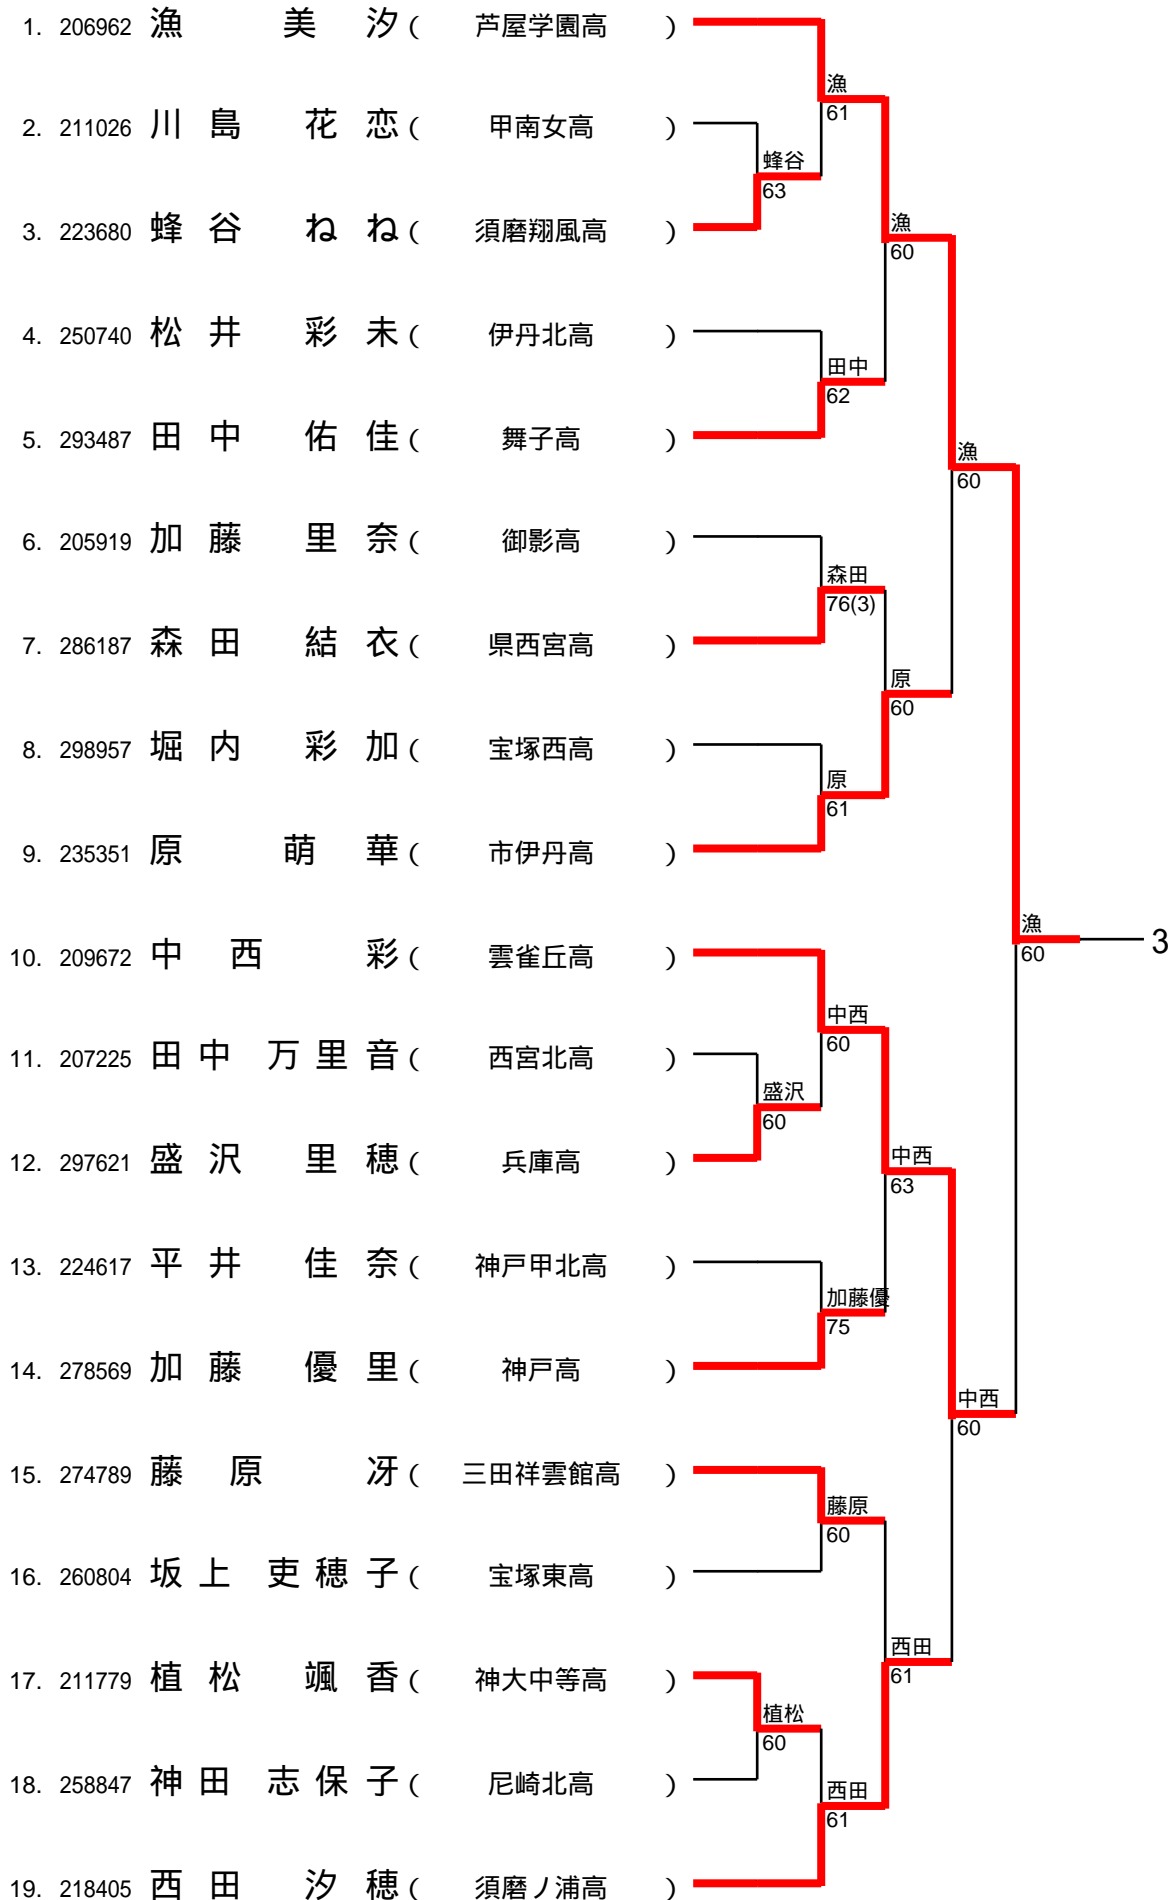 1. 206962 漁 美 汐 ( 芦屋学園高 )
漁
61
2. 211026 川 島 花 恋 ( 甲南女高 )
蜂谷
63
3. 223680 蜂 谷 ね ね ( 須磨翔風高 )
漁
60
4. 250740 松 井 彩 未 ( 伊丹北高 )
田中
62
5. 293487 田 中 佑 佳 ( 舞子高 )
漁
60
6. 205919 加 藤 里 奈 ( 御影高 )
森田
76(3)
7. 286187 森 田 結 衣 ( 県西宮高 )
原
60
8. 298957 堀 内 彩 加 ( 宝塚西高 )
原
61
9. 235351 原 萌 華 ( 市伊丹高 )
漁
60
3
10. 209672 中 西 彩 ( 雲雀丘高 )
中西
60
11. 207225 田 中 万 里 音 ( 西宮北高 )
盛沢
60
12. 297621 盛 沢 里 穂 ( 兵庫高 )
中西
63
13. 224617 平 井 佳 奈 ( 神戸甲北高 )
加藤優
75
14. 278569 加 藤 優 里 ( 神戸高 )
中西
60
15. 274789 藤 原 冴 ( 三田祥雲館高 )
藤原
60
16. 260804 坂 上 吏 穂 子 ( 宝塚東高 )
西田
61
17. 211779 植 松 颯 香 ( 神大中等高 )
植松
60
18. 258847 神 田 志 保 子 ( 尼崎北高 )
西田
61
19. 218405 西 田 汐 穂 ( 須磨ノ浦高 )